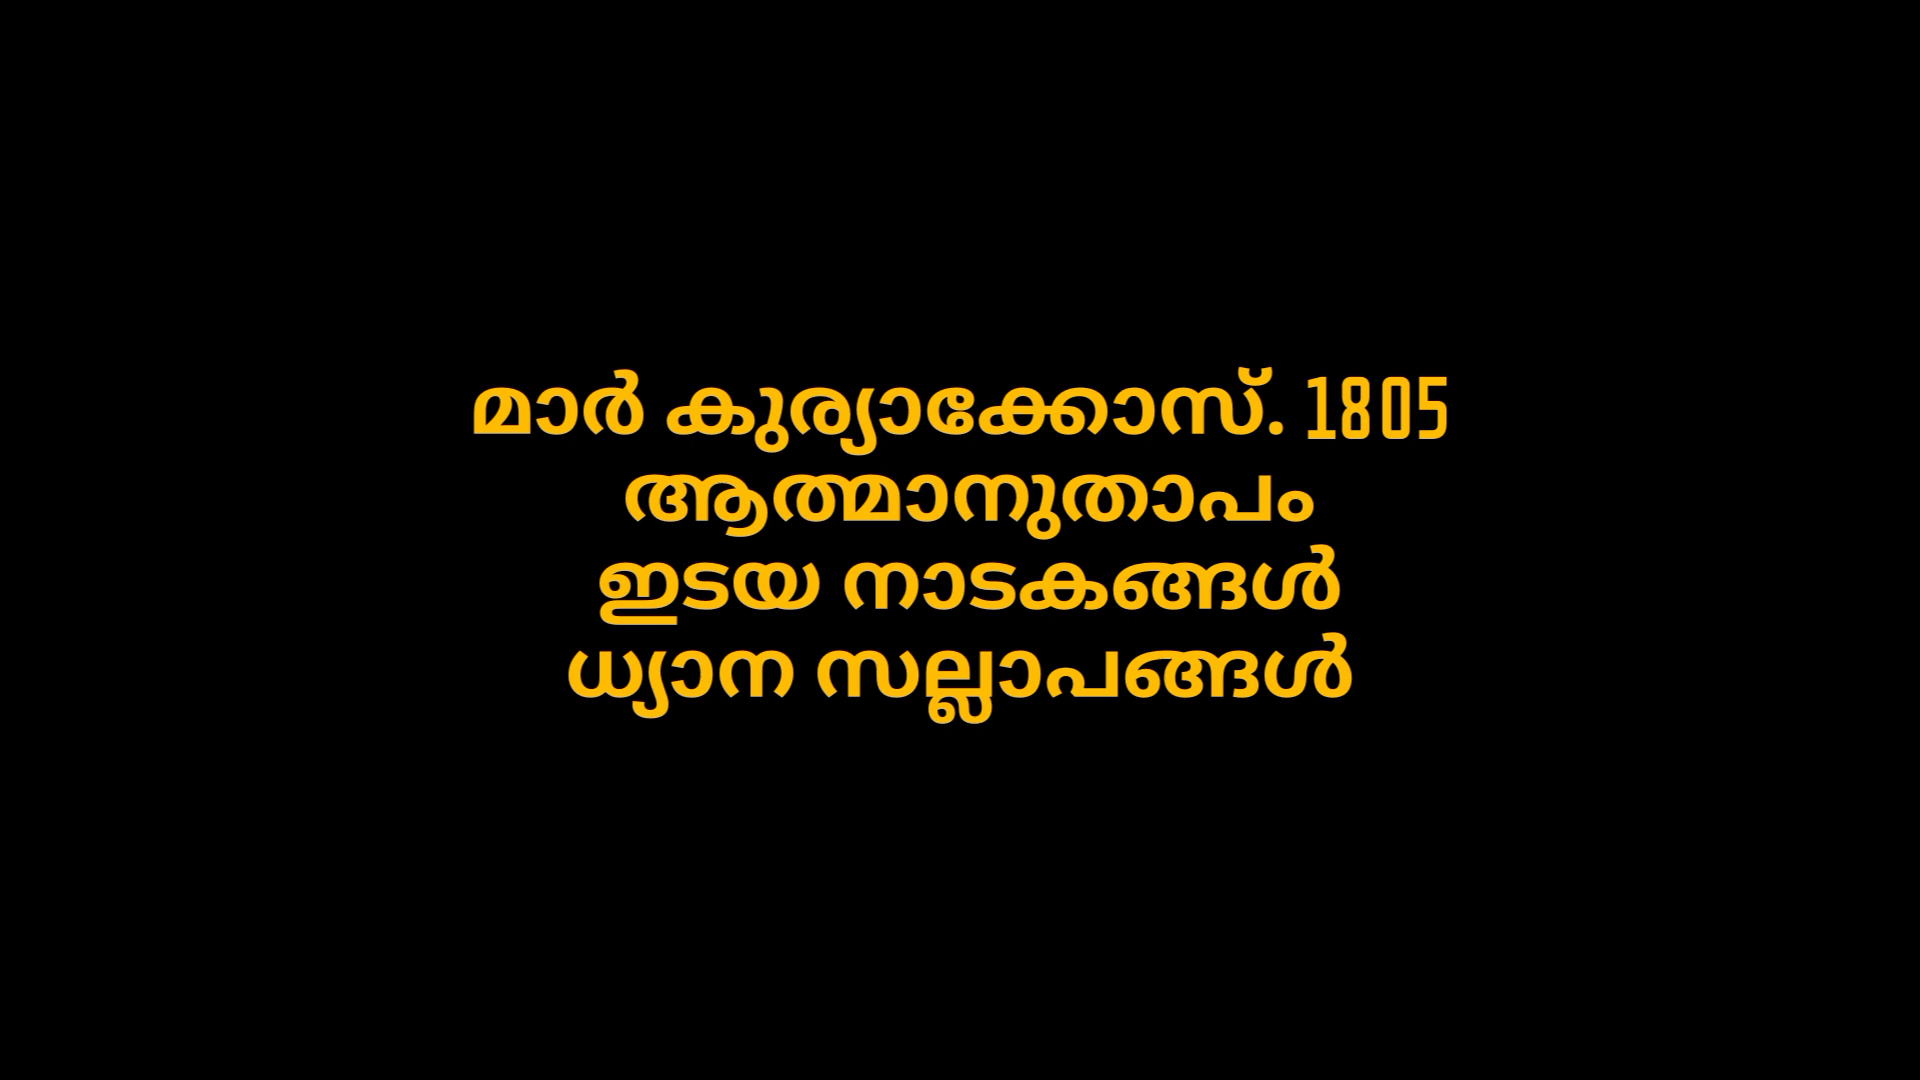 മാർ കുര്യാക്കോസ്. 1805
ആത്മാനുതാപം
ഇടയ നാടകങ്ങൾ
ധ്യാന സല്ലാപങ്ങൾ